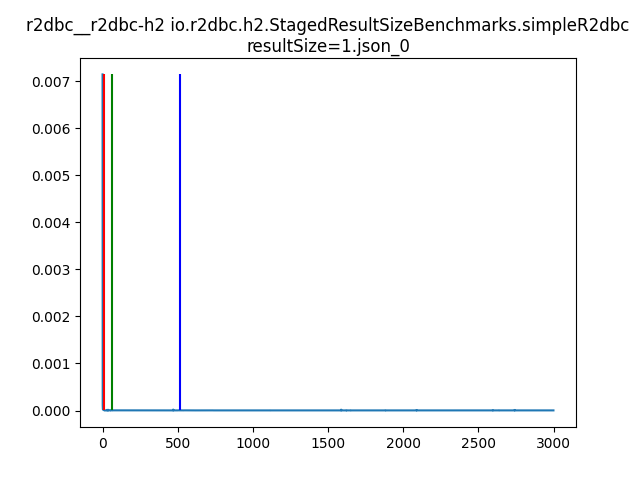 r2dbc__r2dbc-h2 io.r2dbc.h2.StagedResultSizeBenchmarks.simpleR2dbc
resultSize=1.json_0
0.007
0.006
0.005
0.004
0.003
0.002
0.001
0.000
0 500 1000 1500 2000 2500 3000